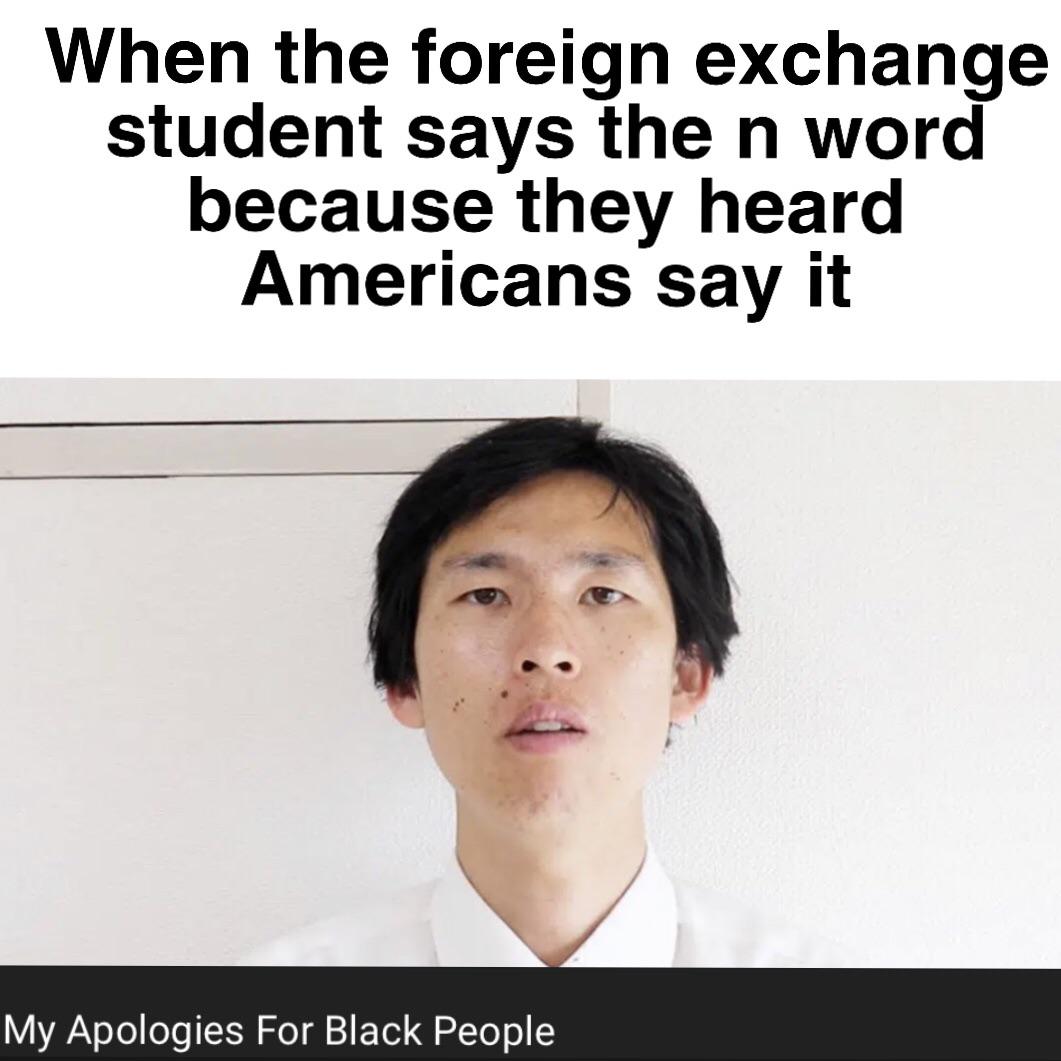 When the foreign exchange
student says the n word
because they heard
Americans say it
My Apologies For Black People